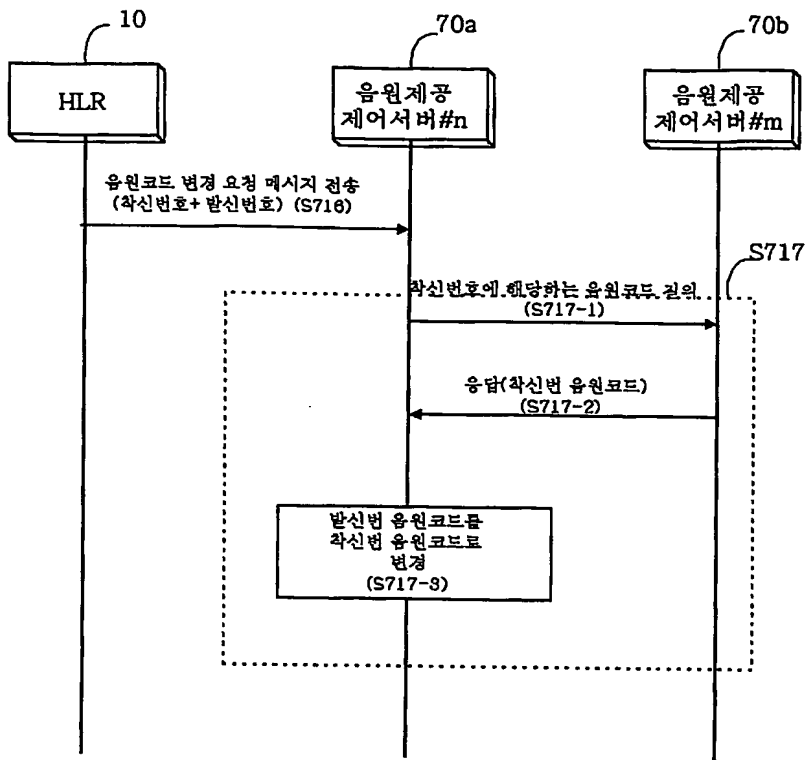 10
70a
70b
HLR
음원제공
제어서버#n
음원제공
제어서버#m
음원코드 변경 요청 메시지 전송
(착신번호+발신번호) (S716)
S717
착신번호에 해당하는 음원코드 질의
(S717-1)
응답(착신번 음원코드)
(S717-2)
발신번 음원코드를
착신번 음원코드로
변경
(S717-3)